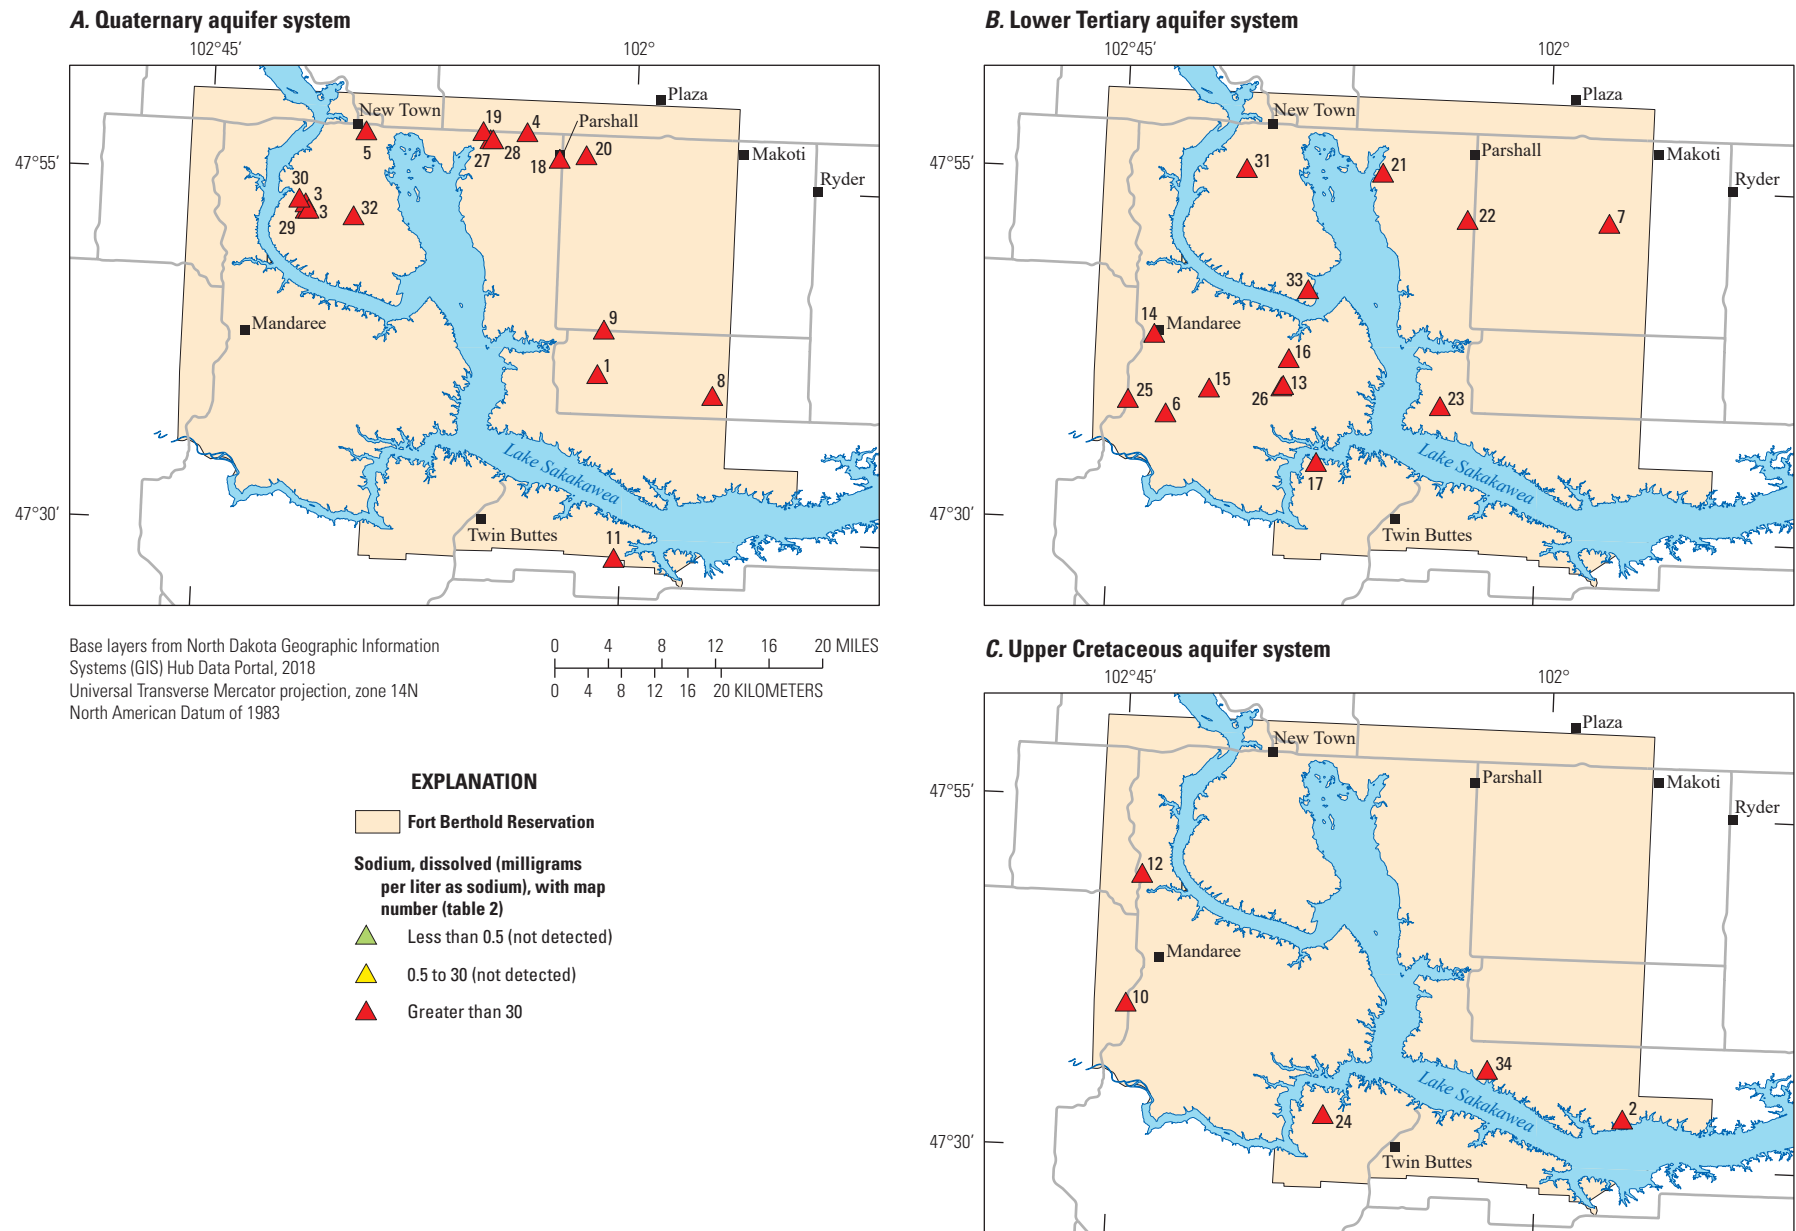 A. Quaternary aquifer system
102°45′
102°
47°55′
47°30′
Plaza
New Town
Parshall
Makoti
Ryder
Mandaree
Twin Buttes
Lake Sakakawea
19
4
5
27
28
18
20
30
3
3
29
32
9
1
8
11
B. Lower Tertiary aquifer system
102°45′
102°
47°55′
47°30′
Plaza
New Town
Parshall
Makoti
Ryder
Mandaree
Twin Buttes
Lake Sakakawea
31
21
22
7
33
14
16
15
13
26
25
6
23
17
Base layers from North Dakota Geographic Information
Systems (GIS) Hub Data Portal, 2018
Universal Transverse Mercator projection, zone 14N
North American Datum of 1983
0 4 8 12 16 20 MILES
0 4 8 12 16 20 KILOMETERS
C. Upper Cretaceous aquifer system
102°45′
102°
47°55′
47°30′
Plaza
New Town
Parshall
Makoti
Ryder
Mandaree
Twin Buttes
Lake Sakakawea
12
10
34
24
2
EXPLANATION
Fort Berthold Reservation
Sodium, dissolved (milligrams
per liter as sodium), with map
number (table 2)
Less than 0.5 (not detected)
0.5 to 30 (not detected)
Greater than 30